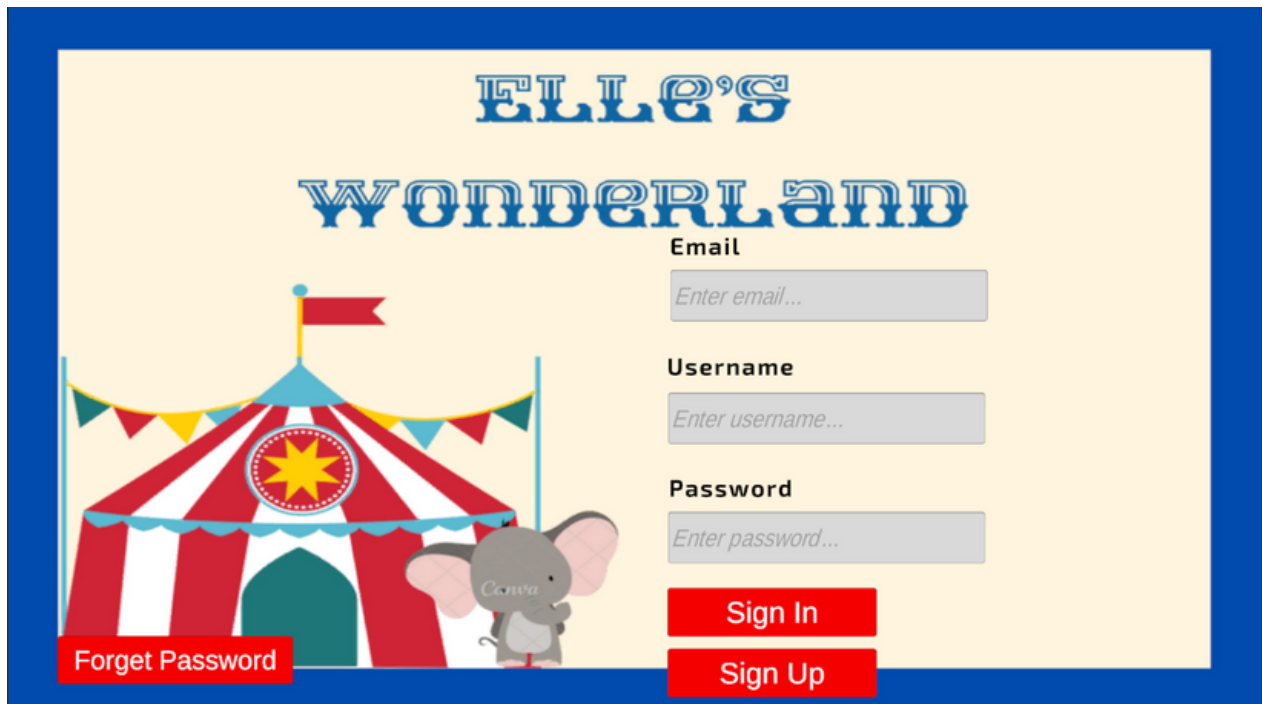 ELLE'S
WONDERLAND
Email
Enter email...
Username
Enter username...
Password
Enter password...
Canva
Sign In
Forget Password
Sign Up